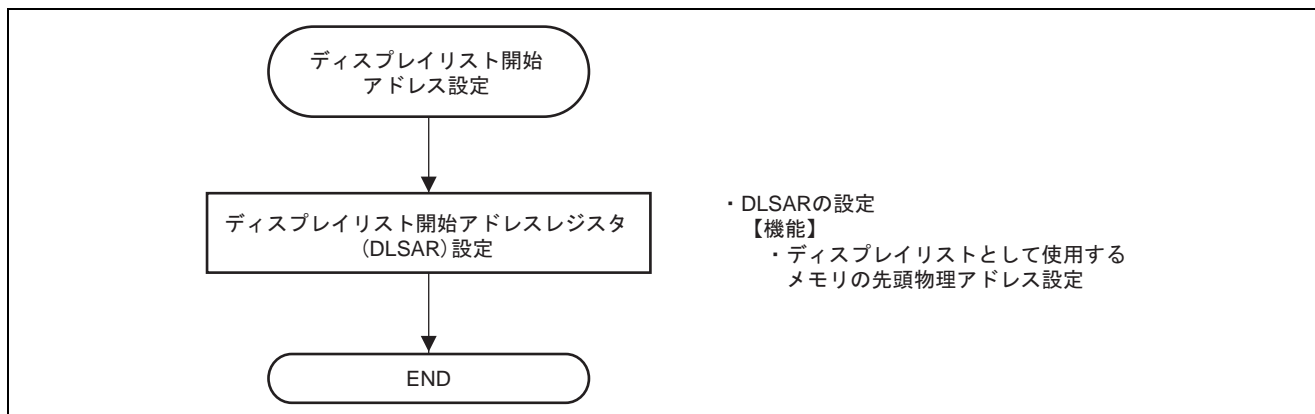 ディスプレイリスト開始
アドレス設定
ディスプレイリスト開始アドレスレジスタ
(DLSAR)設定
・DLSARの設定
【機能】
・ディスプレイリストとして使用する
メモリの先頭物理アドレス設定
END